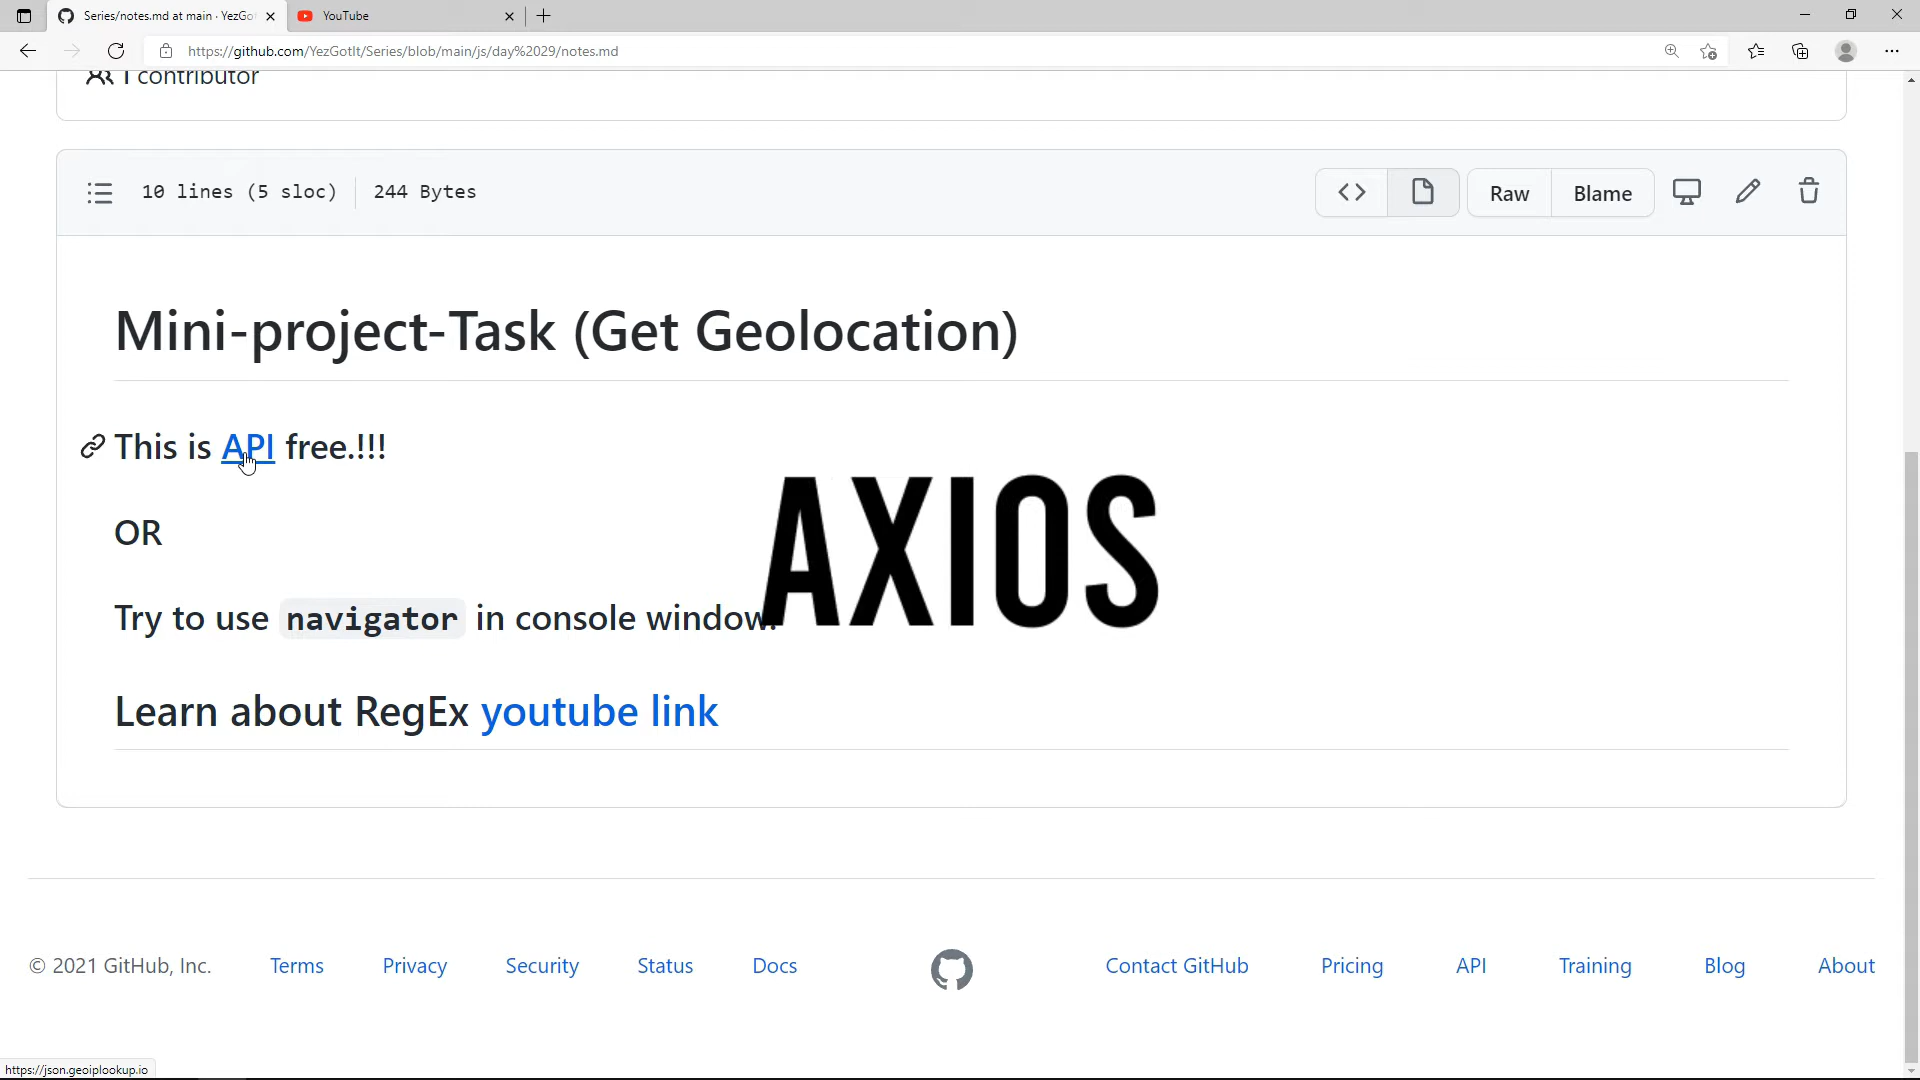 Series/notes.md at main · YezGo
YouTube
https://github.com/YezGotIt/Series/blob/main/js/day%2029/notes.md
1 contributor
10 lines (5 sloc) 244 Bytes
Raw Blame
Mini-project-Task (Get Geolocation)
This is API free.!!!
OR
AXIOS
Try to use navigator in console window.
Learn about RegEx youtube link
© 2021 GitHub, Inc. Terms Privacy Security Status Docs Contact GitHub Pricing API Training Blog About
https://json.geoiplookup.io